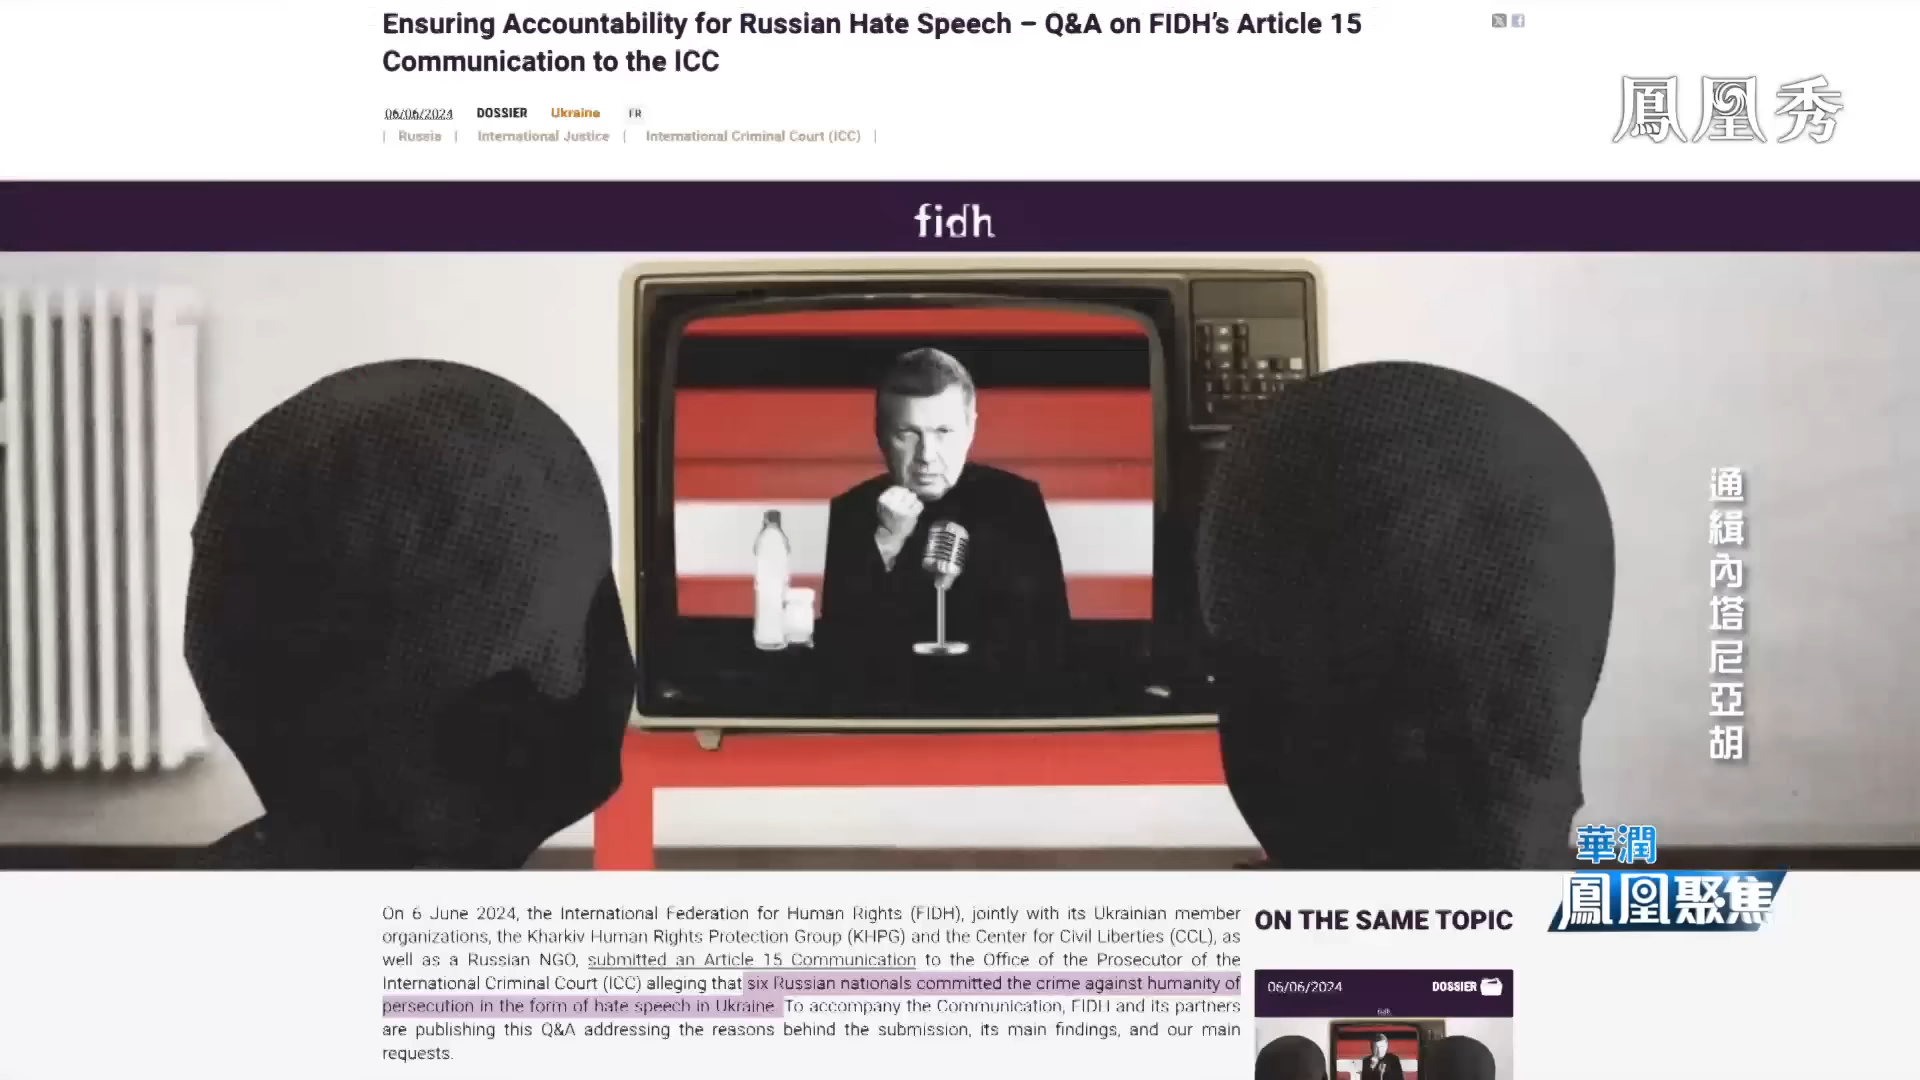 Ensuring Accountability for Russian Hate Speech – Q&A on FIDH's Article 15
Communication to the ICC
06/06/2024 DOSSIER Ukraine FR
| Russia | International Justice | International Criminal Court (ICC) |
鳳凰秀
fidh
通緝內塔尼亞胡
華潤
鳳凰聚焦
On 6 June 2024, the International Federation for Human Rights (FIDH), jointly with its Ukrainian member
organizations, the Kharkiv Human Rights Protection Group (KHPG) and the Center for Civil Liberties (CCL), as
well as a Russian NGO, submitted an Article 15 Communication to the Office of the Prosecutor of the
International Criminal Court (ICC) alleging that six Russian nationals committed the crime against humanity of
persecution in the form of hate speech in Ukraine. To accompany the Communication, FIDH and its partners
are publishing this Q&A addressing the reasons behind the submission, its main findings, and our main
requests.
ON THE SAME TOPIC
06/06/2024 DOSSIER
fidh